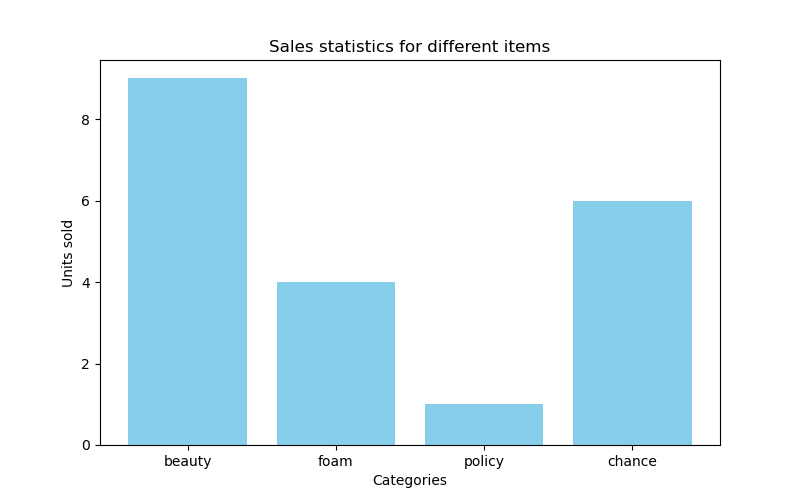 Sales statistics for different items
Units sold
8
6
4
2
0
beauty foam policy chance
Categories